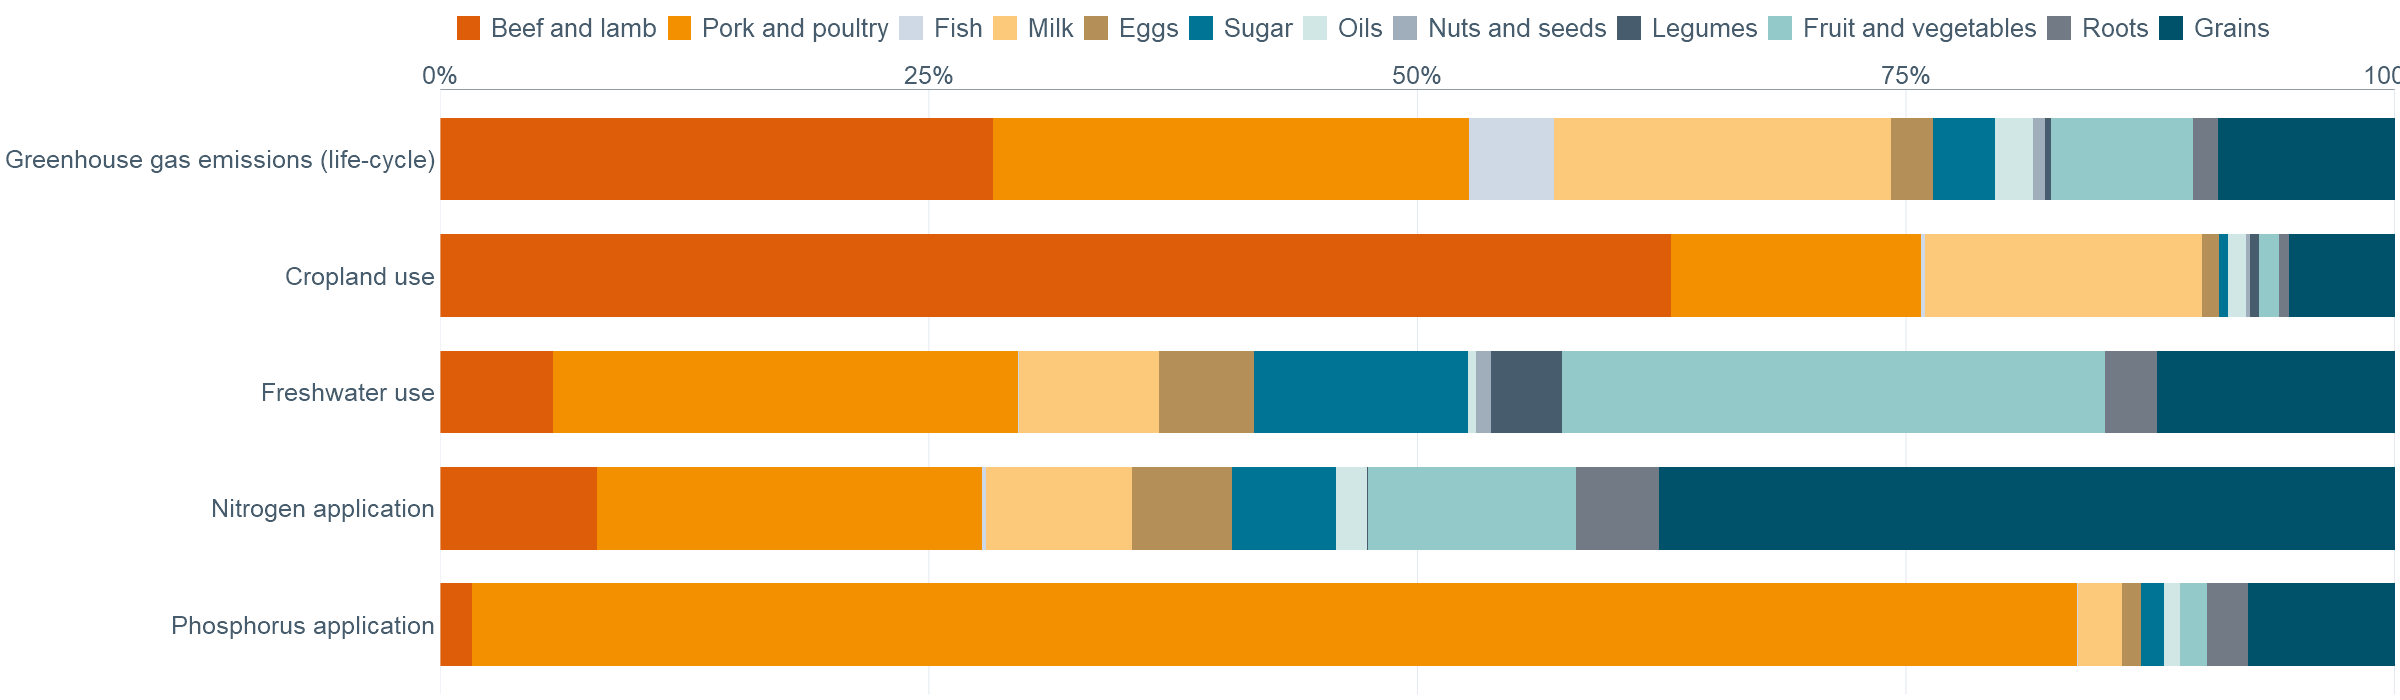 Beef and lamb Pork and poultry Fish Milk Eggs Sugar Oils Nuts and seeds Legumes Fruit and vegetables Roots Grains
0% 25% 50% 75% 100
Greenhouse gas emissions (life-cycle)
Cropland use
Freshwater use
Nitrogen application
Phosphorus application